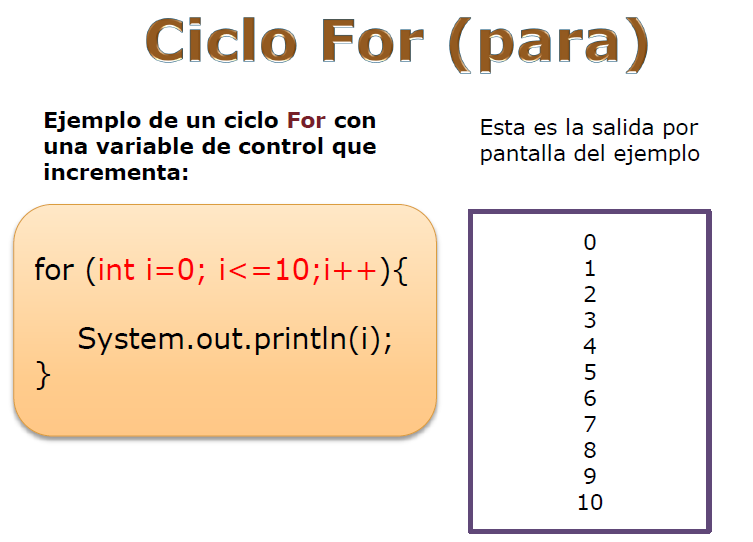 Ciclo For (para)
Ejemplo de un ciclo For con
una variable de control que
incrementa:
for (int i=0; i<=10;i++){
System.out.println(i);
}
Esta es la salida por
pantalla del ejemplo
0
1
2
3
4
5
6
7
8
9
10